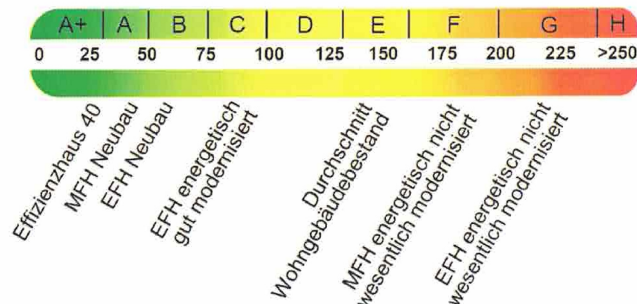 A+ A B C D E F G H
0 25 50 75 100 125 150 175 200 225 >250
Effizienzhaus 40
MFH Neubau
EFH Neubau
EFH energetisch
gut modernisiert
Durchschnitt
Wohngebäudebestand
MFH energetisch nicht
wesentlich modernisiert
EFH energetisch nicht
wesentlich modernisiert